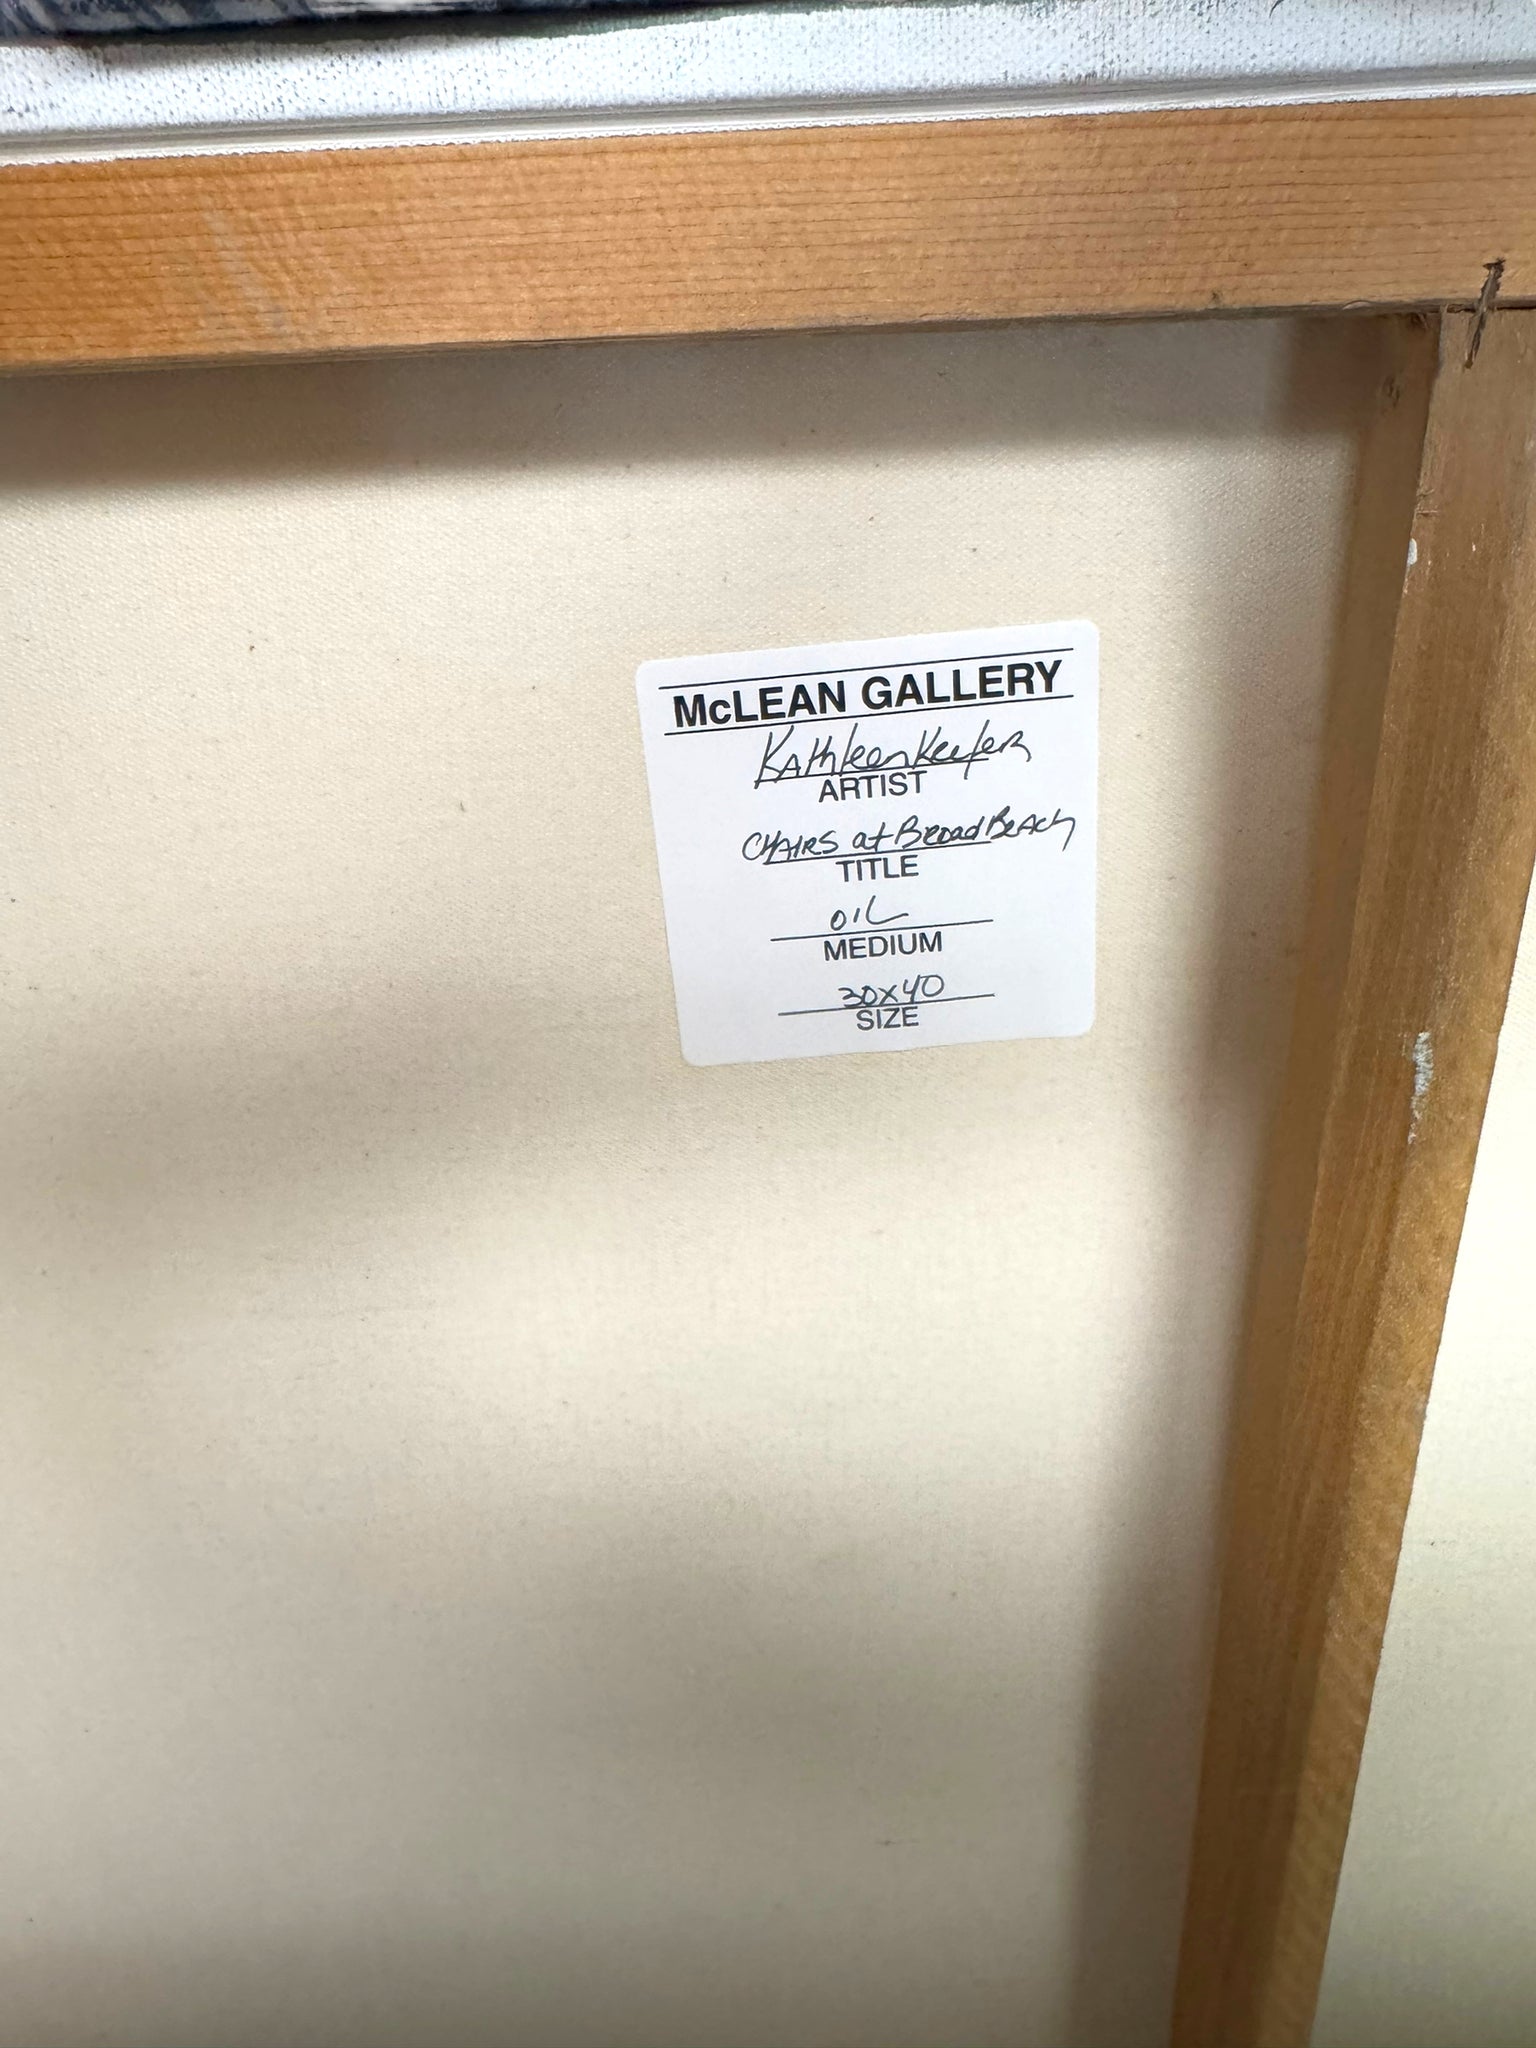 McLEAN GALLERY
Kathleen Keefer
ARTIST
CHAIRS at Broad BEACH
TITLE
OIL
MEDIUM
30x40
SIZE